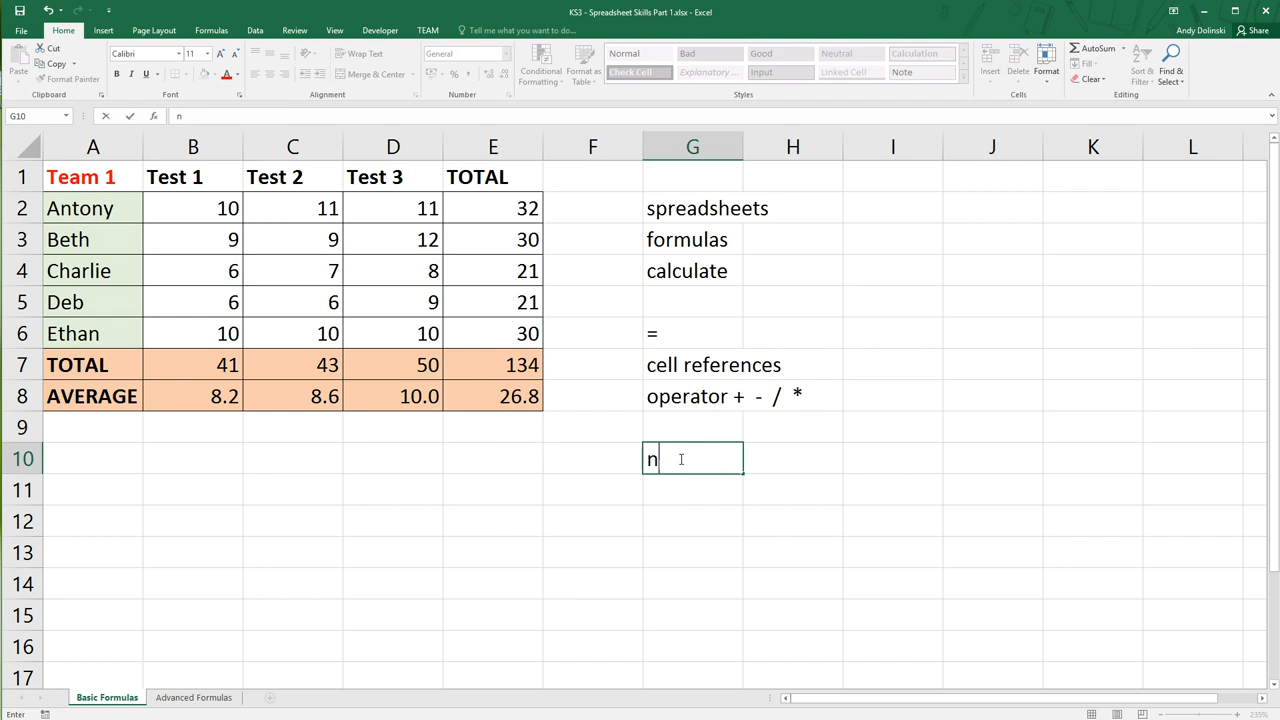 KS3 - Spreadsheet Skills Part 1.xlsx - Excel
File Home Insert Page Layout Formulas Data Review View Developer TEAM Tell me what you want to do... Andy Dolinski Share
Cut Calibri 11 Wrap Text General Normal Bad Good Neutral Calculation AutoSum
Paste Copy Conditional Formatting Format as Table Insert Delete Format Fill Sort & Filter Find & Select
Format Painter B I U A Merge & Center % , Check Cell Explanatory ... Input Linked Cell Note Clear
Clipboard Font Alignment Number Styles Cells Editing
G10 fx n
A B C D E F G H I J K L
1 Team 1 Test 1 Test 2 Test 3 TOTAL
2 Antony 10 11 11 32 spreadsheets
3 Beth 9 9 12 30 formulas
4 Charlie 6 7 8 21 calculate
5 Deb 6 6 9 21
6 Ethan 10 10 10 30 =
7 TOTAL 41 43 50 134 cell references
8 AVERAGE 8.2 8.6 10.0 26.8 operator + - / *
9
10 n
11
12
13
14
15
16
17
Basic Formulas Advanced Formulas
Enter 235%